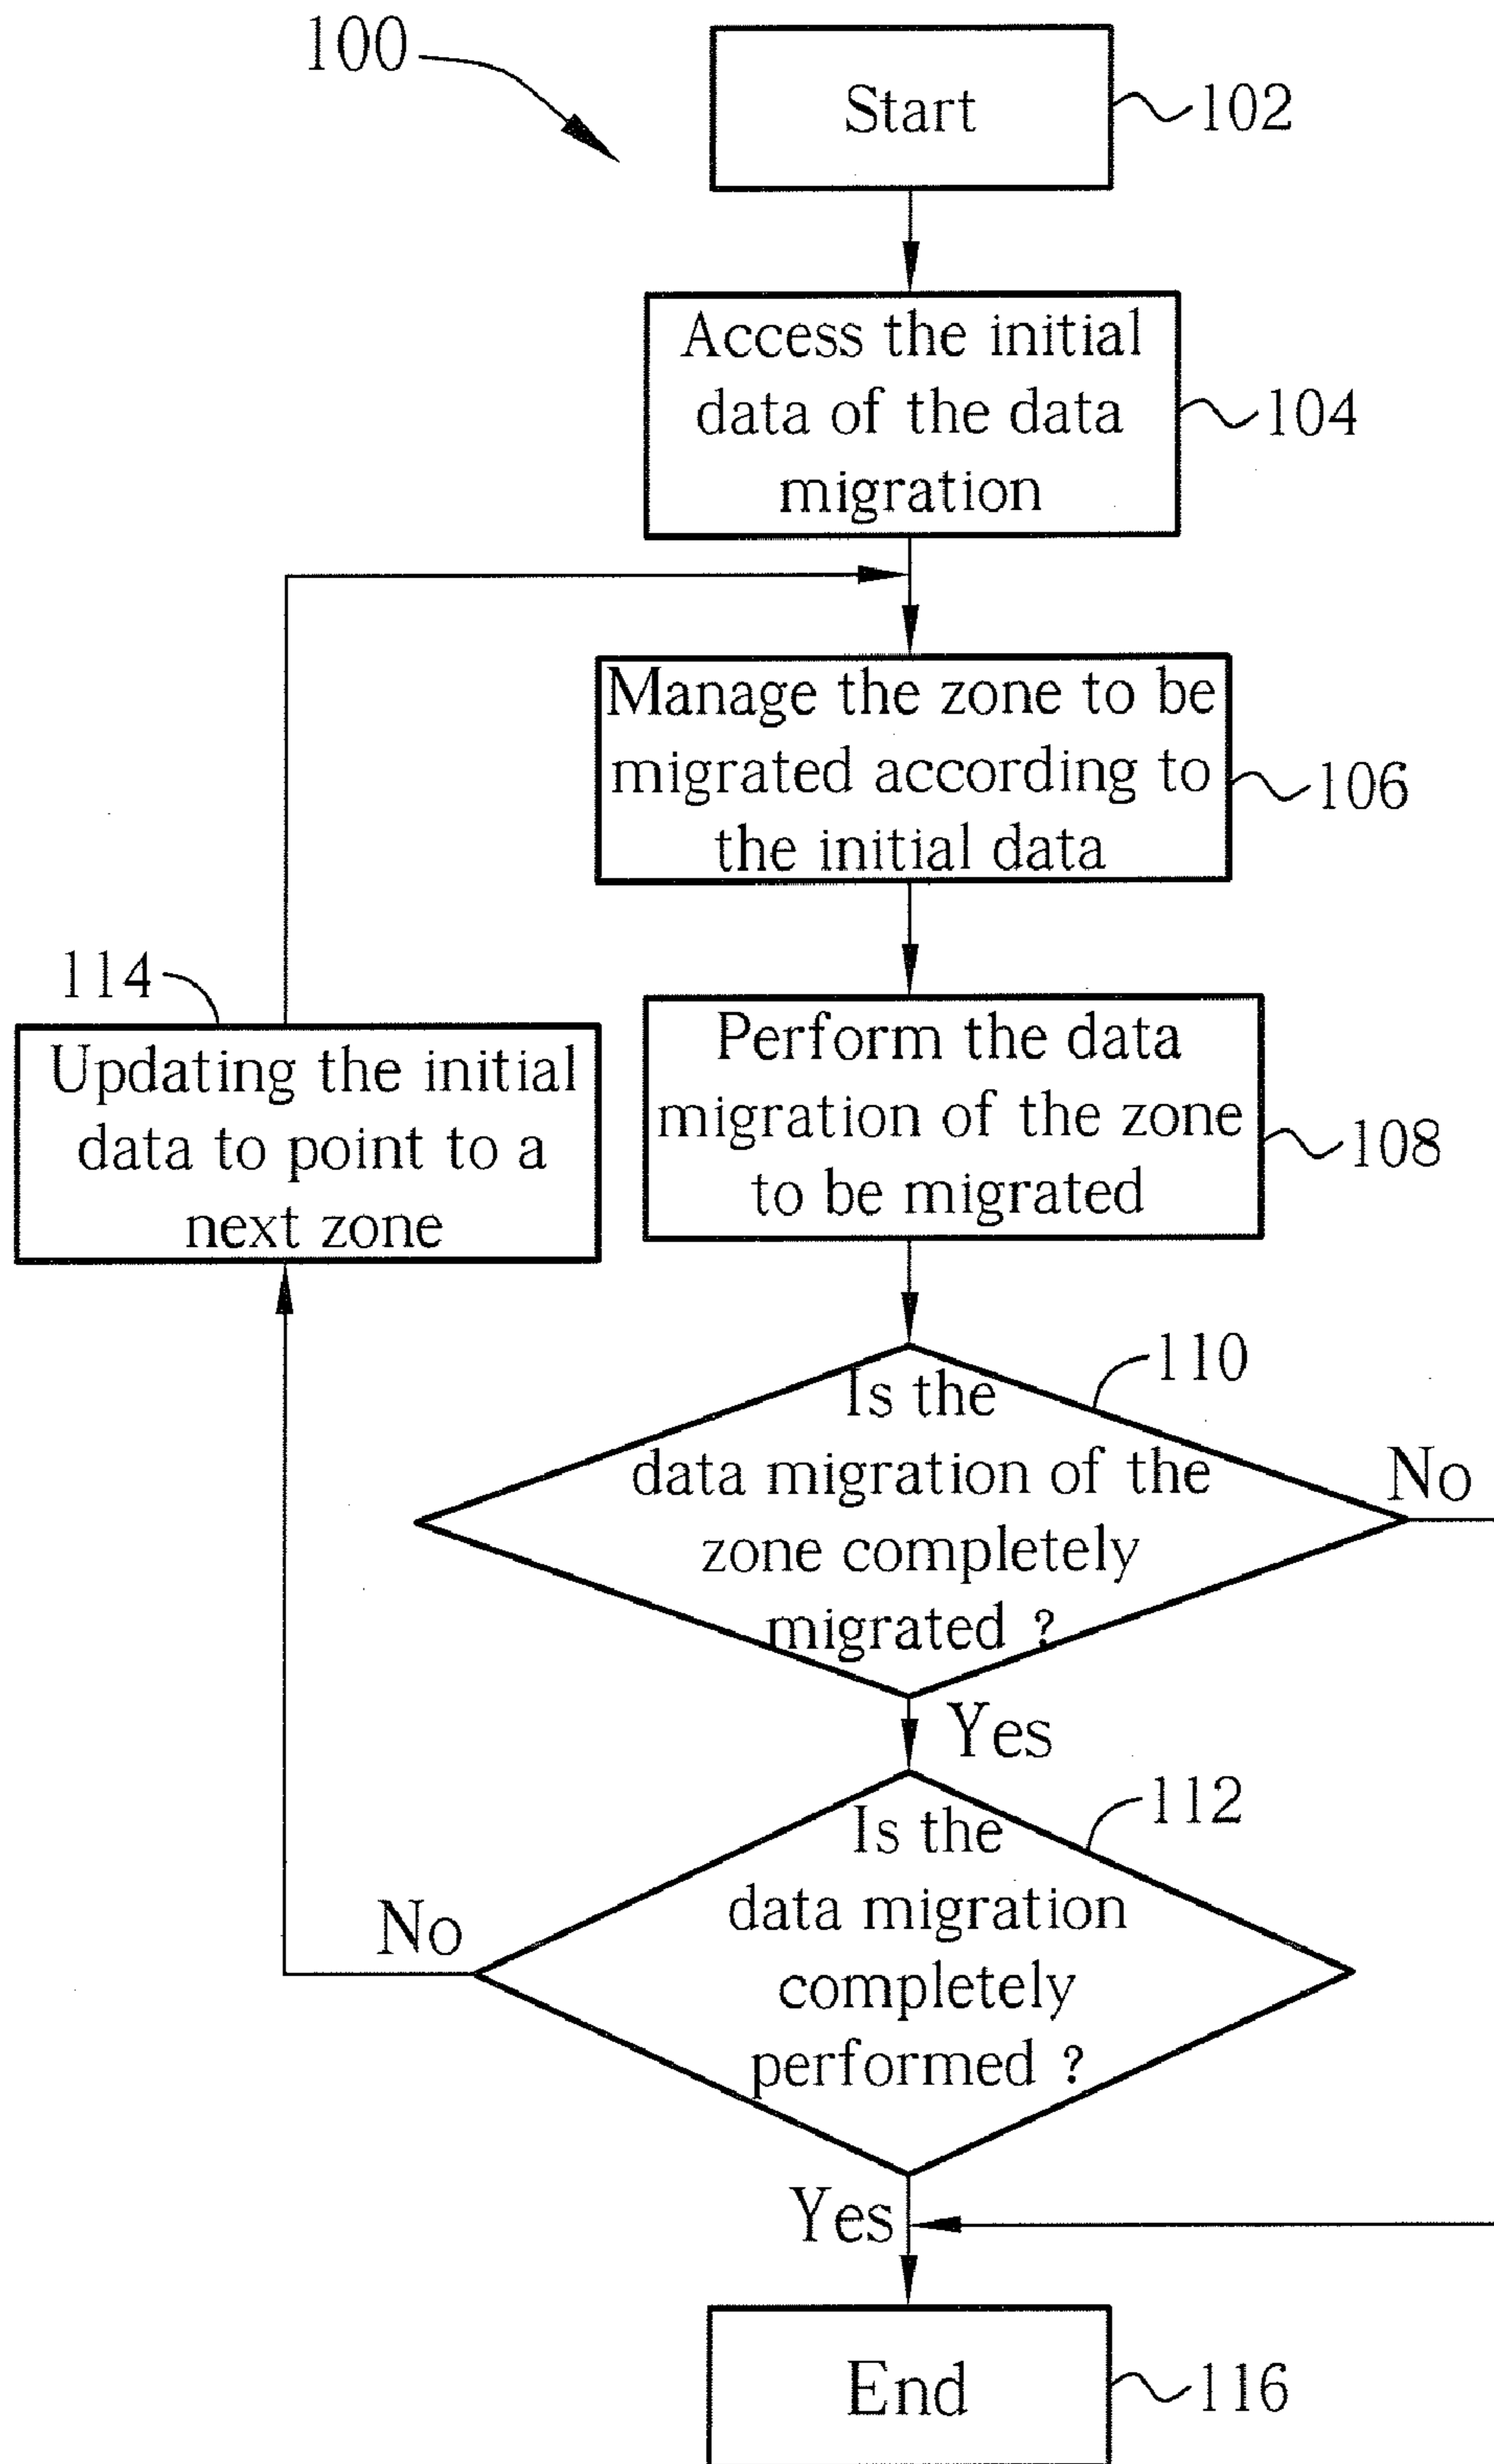 100
Start
102
Access the initial
data of the data
migration
104
Manage the zone to be
migrated according to
the initial data
106
114
Updating the initial
data to point to a
next zone
Perform the data
migration of the zone
to be migrated
108
110
Is the
data migration of the
zone completely
migrated ?
No
Yes
112
Is the
data migration
completely
performed ?
No
Yes
End
116